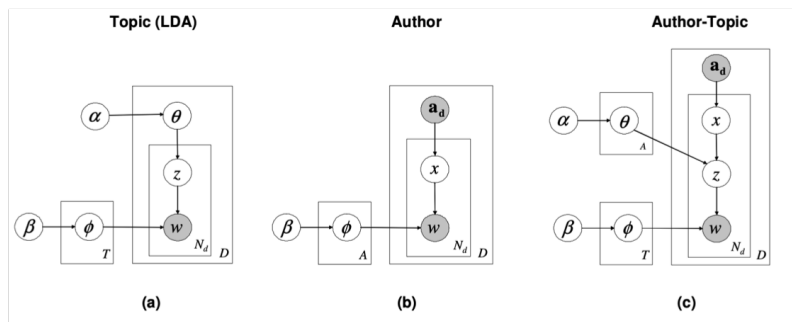 Topic (LDA)
Author
Author-Topic
α
θ
z
β
φ
w
T
N_d
D
(a)
a_d
x
β
φ
w
A
N_d
D
(b)
a_d
α
θ
A
x
z
β
φ
w
T
N_d
D
(c)